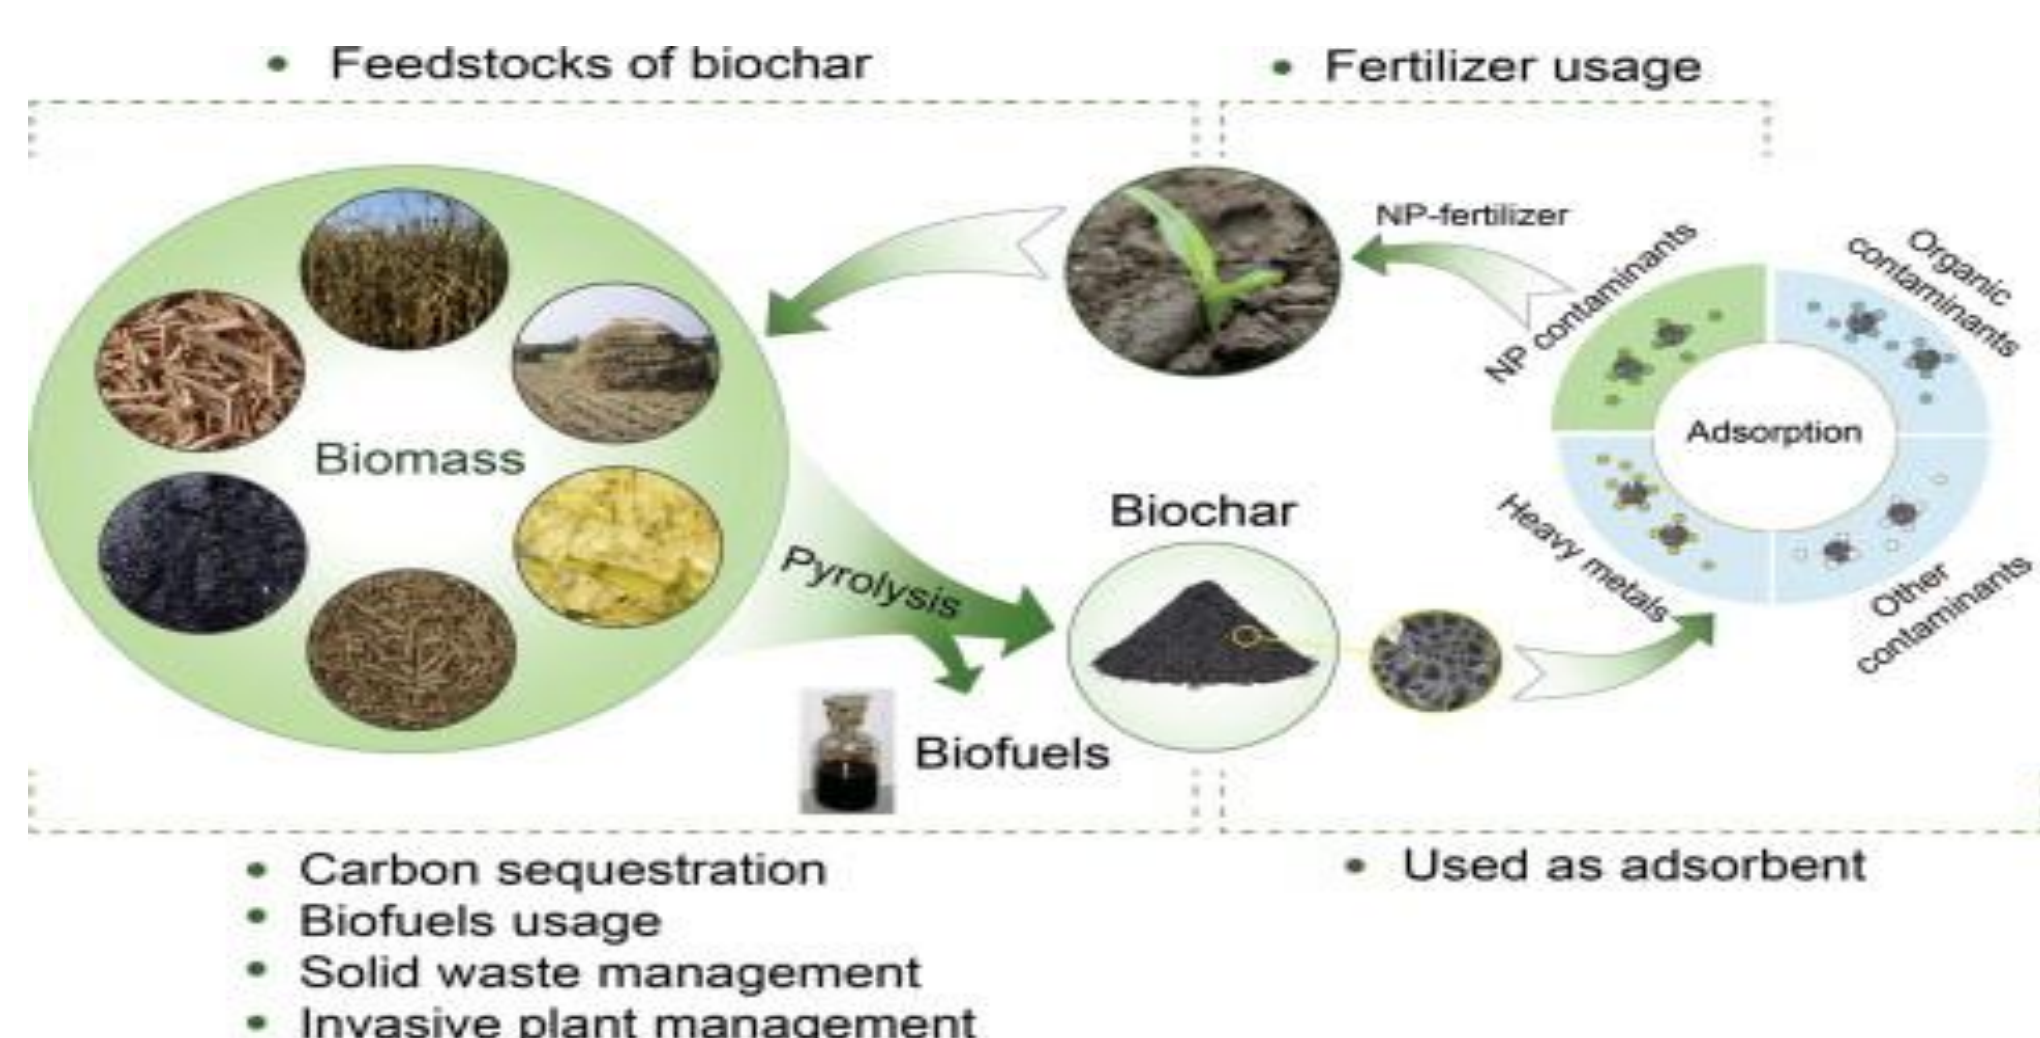 • Feedstocks of biochar
• Fertilizer usage
NP-fertilizer
NP contaminants
Organic
contaminants
Adsorption
Biomass
Heavy metals
Other
contaminants
Pyrolysis
Biochar
Biofuels
• Carbon sequestration
• Biofuels usage
• Solid waste management
• Invasive plant management
• Used as adsorbent